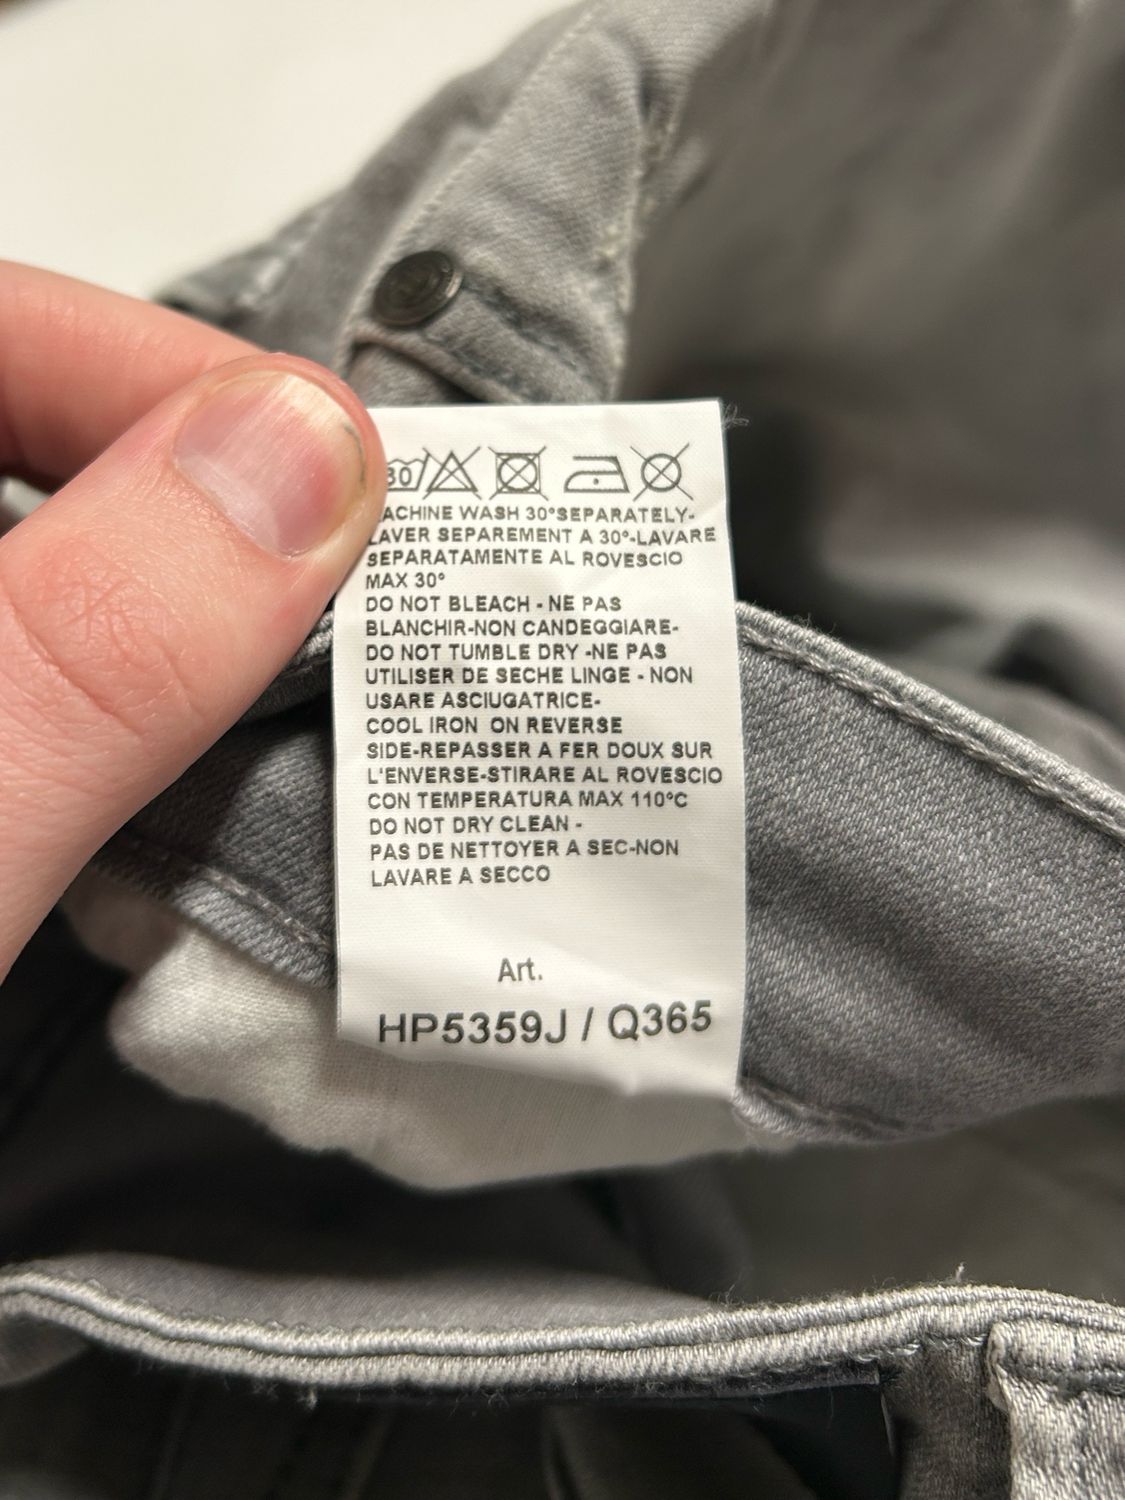 30
ACHINE WASH 30°SEPARATELY-
LAVER SEPAREMENT A 30°-LAVARE
SEPARATAMENTE AL ROVESCIO
MAX 30°
DO NOT BLEACH - NE PAS
BLANCHIR-NON CANDEGGIARE-
DO NOT TUMBLE DRY -NE PAS
UTILISER DE SECHE LINGE - NON
USARE ASCIUGATRICE-
COOL IRON ON REVERSE
SIDE-REPASSER A FER DOUX SUR
L'ENVERSE-STIRARE AL ROVESCIO
CON TEMPERATURA MAX 110°C
DO NOT DRY CLEAN -
PAS DE NETTOYER A SEC-NON
LAVARE A SECCO
Art.
HP5359J / Q365